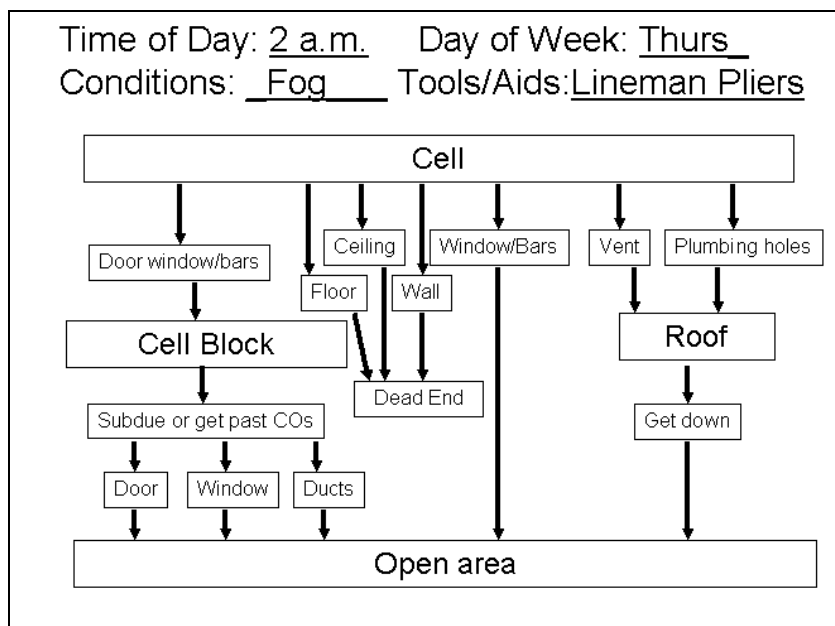 Time of Day: 2 a.m. Day of Week: Thurs_
Conditions: _Fog___ Tools/Aids:Lineman Pliers
Cell
Door window/bars
Floor
Ceiling
Wall
Window/Bars
Vent
Plumbing holes
Cell Block
Dead End
Roof
Subdue or get past COs
Get down
Door
Window
Ducts
Open area